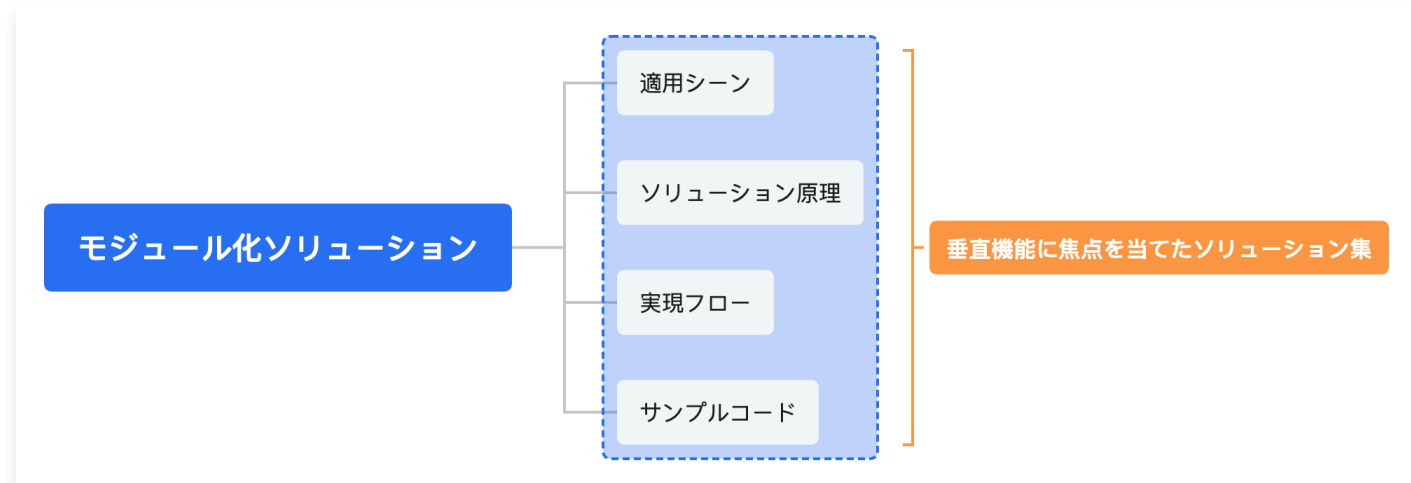 モジュール化ソリューション
適用シーン
ソリューション原理
実現フロー
サンプルコード
垂直機能に焦点を当てたソリューション集